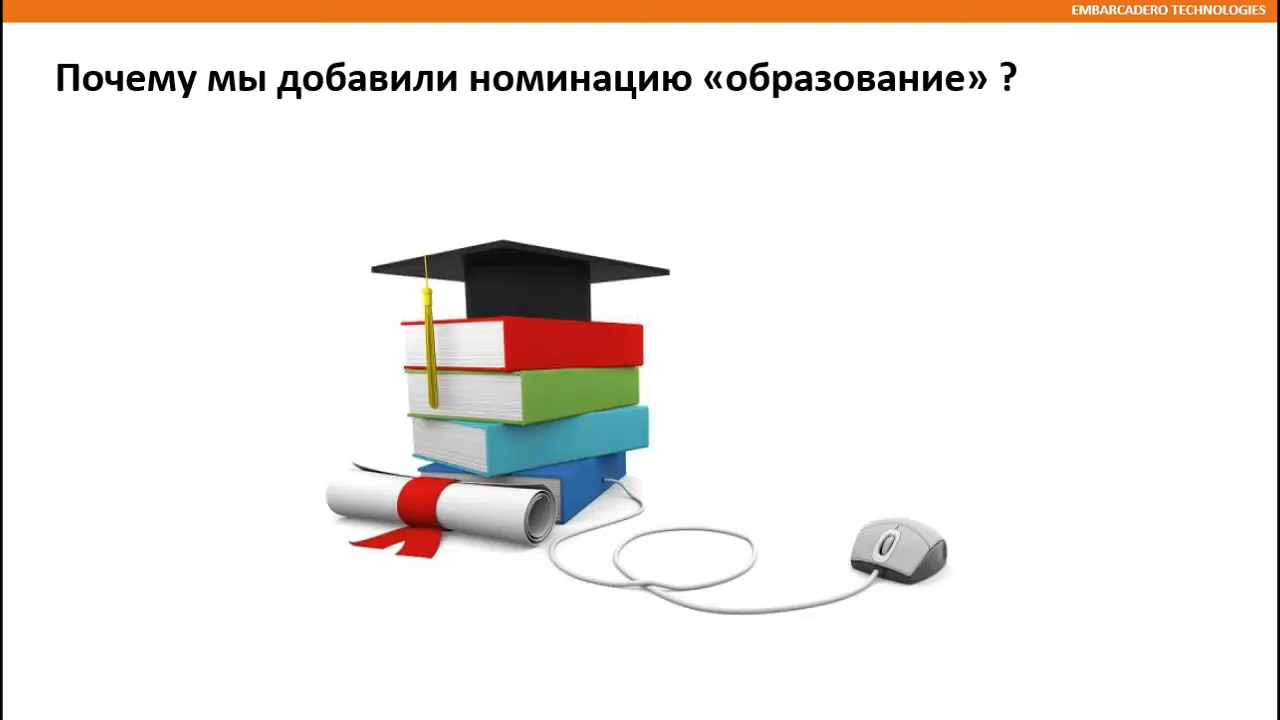 EMBARCADERO TECHNOLOGIES
Почему мы добавили номинацию «образование» ?